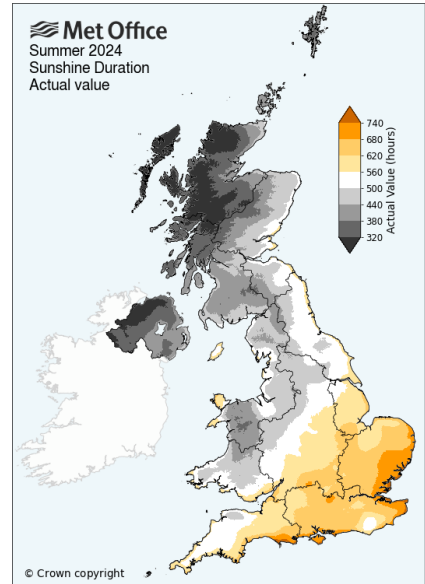 Met Office
Summer 2024
Sunshine Duration
Actual value
740
680
620
560
500
440
380
320
Actual Value (hours)
© Crown copyright